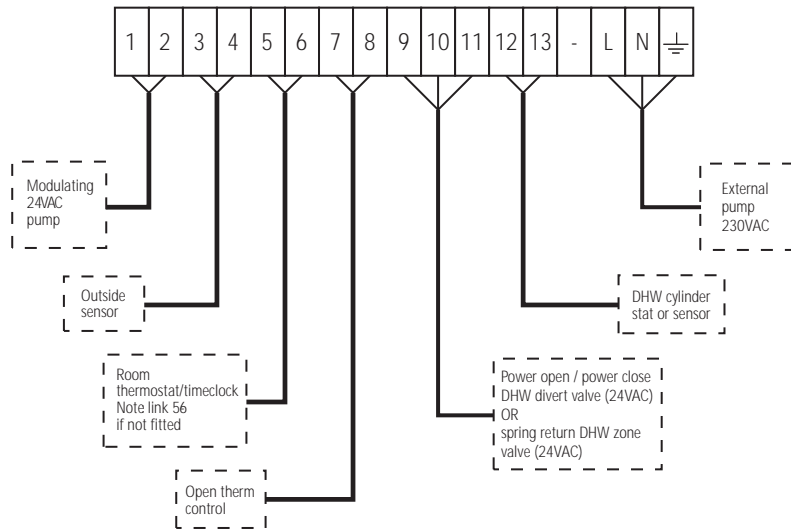 1 2 3 4 5 6 7 8 9 10 11 12 13 - L N
Modulating
24VAC
pump
External
pump
230VAC
Outside
sensor
DHW cylinder
stat or sensor
Room
thermostat/timeclock
Note link 56
if not fitted
Power open / power close
DHW divert valve (24VAC)
OR
spring return DHW zone
valve (24VAC)
Open therm
control